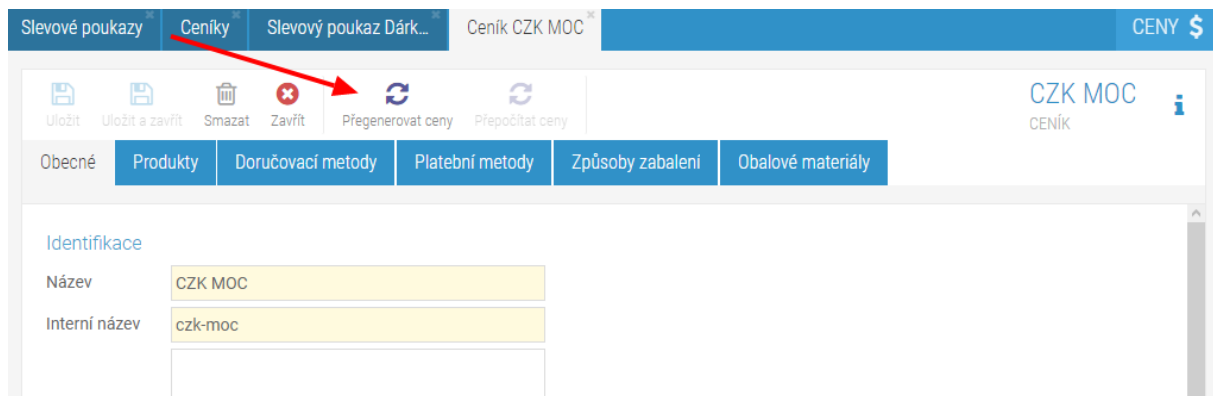 Slevové poukazy Ceníky Slevový poukaz Dárk... Ceník CZK MOC CENY $
Uložit Uložit a zavřít Smazat Zavřít Přegenerovat ceny Přepočítat ceny
CZK MOC
CENÍK
Obecné Produkty Doručovací metody Platební metody Způsoby zabalení Obalové materiály
Identifikace
Název CZK MOC
Interní název czk-moc